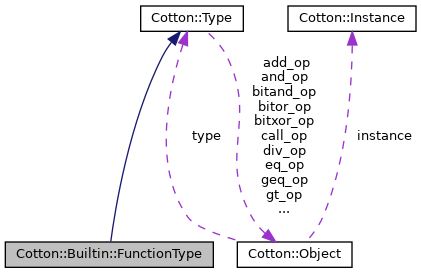 Cotton::Type
Cotton::Instance
add_op
and_op
bitand_op
bitor_op
bitxor_op
call_op
div_op
eq_op
geq_op
gt_op
...
type
instance
Cotton::Builtin::FunctionType
Cotton::Object